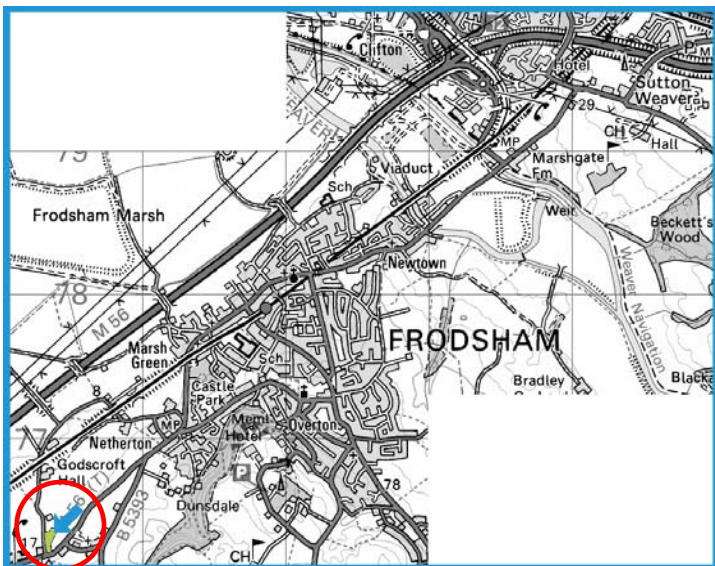 Clifton
Hotel
Sutton
Weaver
29
CH
Hall
MP
Marshgate
Fm
Viaduct
Sch
79
Frodsham Marsh
Weir
Beckett's
Wood
Weaver Navigation
Newtown
78
M 56
FRODSHAM
Marsh
Green
Sch
Bradley
Castle
Park
8
MP
Meml
Hotel
Overton
77
Netherton
Godscroft
Hall
P
78
56 (T)
B 5393
Dunsdale
17
CH